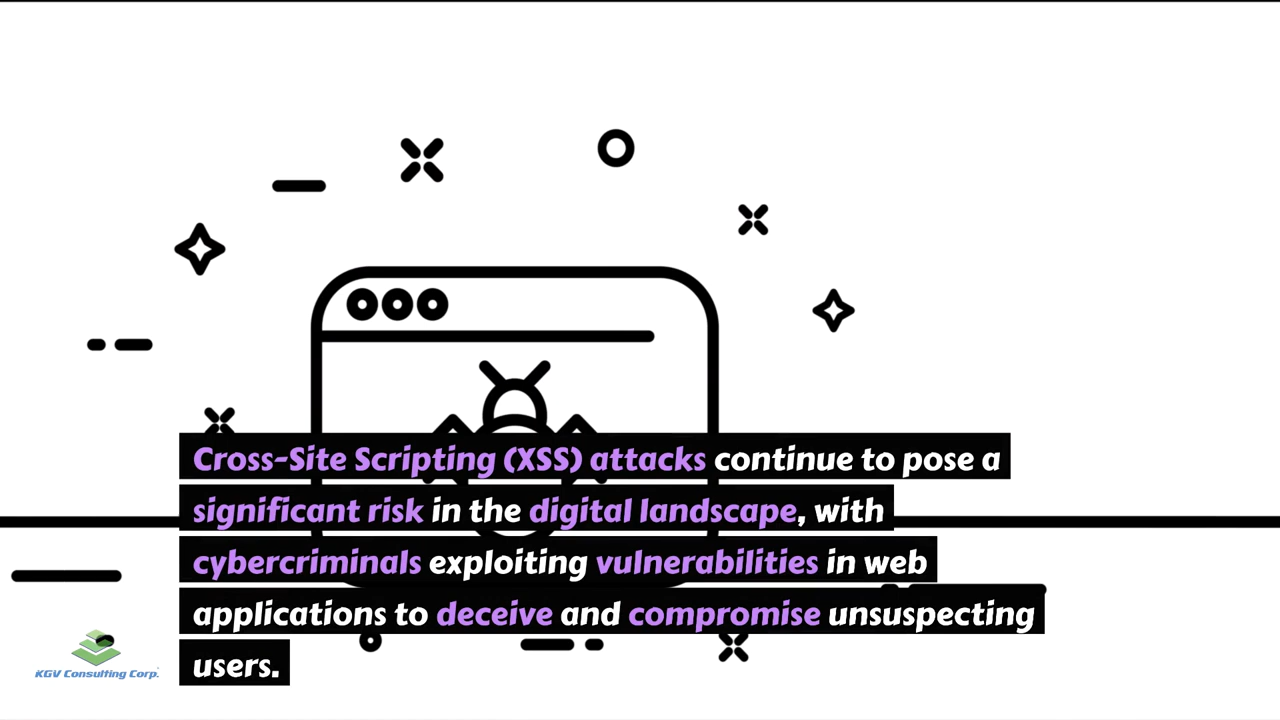 Cross-Site Scripting (XSS) attacks continue to pose a
significant risk in the digital landscape, with
cybercriminals exploiting vulnerabilities in web
applications to deceive and compromise unsuspecting
users.
KGV Consulting Corp.